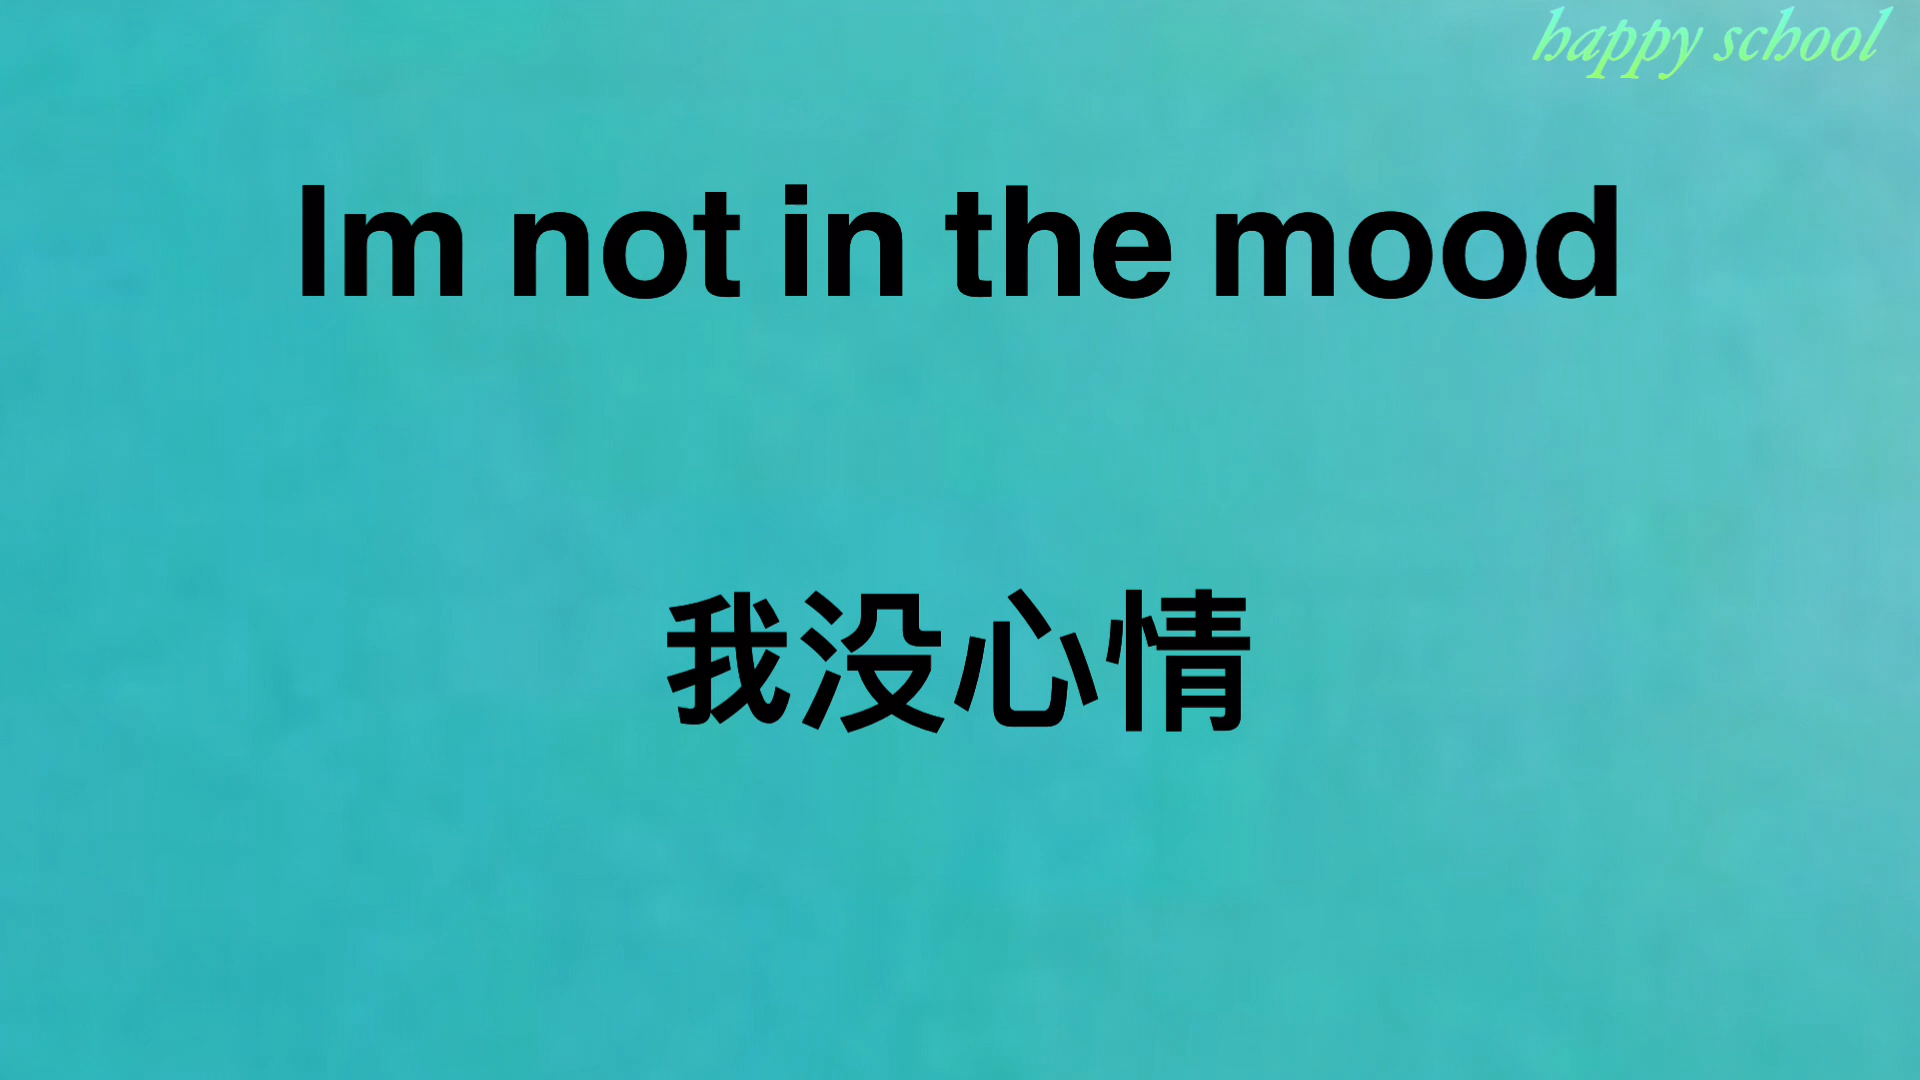 happy school
Im not in the mood
我没心情